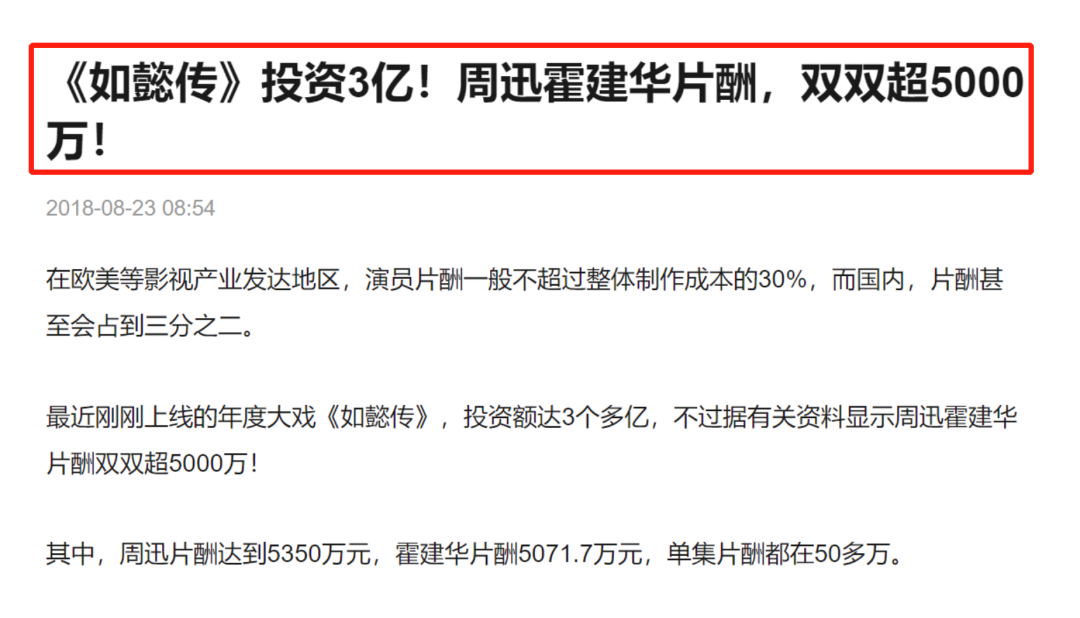 《如懿传》投资3亿！周迅霍建华片酬，双双超5000
万！
2018-08-23 08:54
在欧美等影视产业发达地区，演员片酬一般不超过整体制作成本的30%，而国内，片酬甚
至会占到三分之二。
最近刚刚上线的年度大戏《如懿传》，投资额达3个多亿，不过据有关资料显示周迅霍建华
片酬双双超5000万！
其中，周迅片酬达到5350万元，霍建华片酬5071.7万元，单集片酬都在50多万。